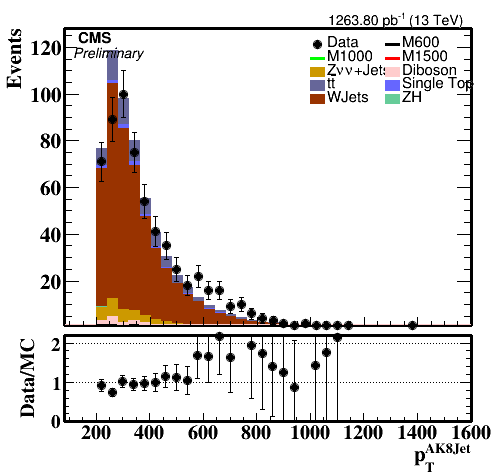 1263.80 pb⁻¹ (13 TeV)
CMS
Preliminary
Events
120
100
80
60
40
20
Data
M600
M1000
M1500
Zνν+Jets
Diboson
tt
Single Top
WJets
ZH
Data/MC
2
1
0
200 400 600 800 1000 1200 1400 1600
p_T^AK8Jet